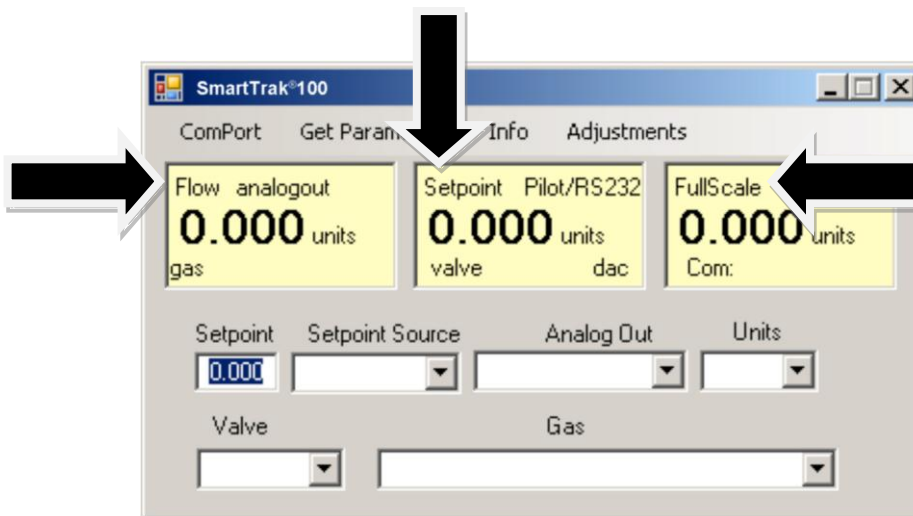 SmartTrak®100
ComPort Get Param Info Adjustments
Flow analogout
0.000 units
gas
Setpoint Pilot/RS232
0.000 units
valve dac
FullScale
0.000 units
Com:
Setpoint Setpoint Source Analog Out Units
0.000
Valve Gas